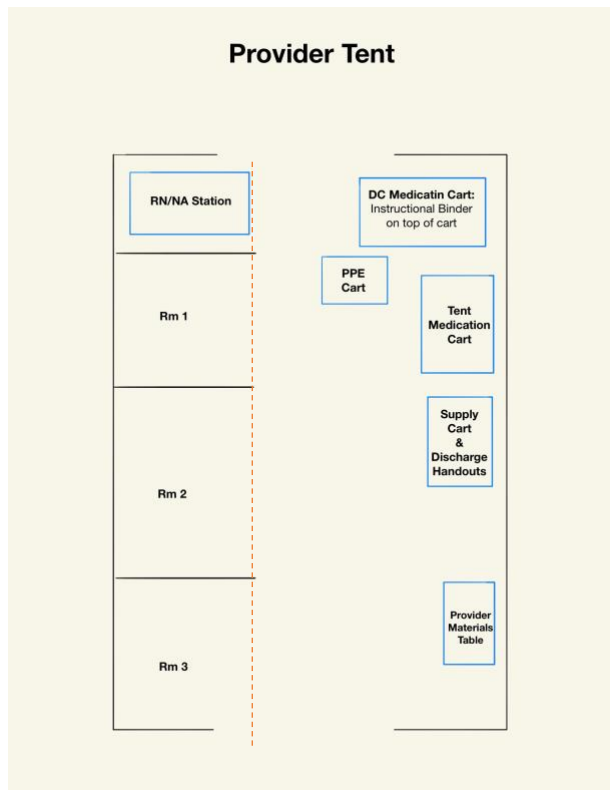 Provider Tent
RN/NA Station
DC Medicatin Cart:
Instructional Binder
on top of cart
PPE
Cart
Rm 1
Tent
Medication
Cart
Supply
Cart
&
Discharge
Handouts
Rm 2
Provider
Materials
Table
Rm 3